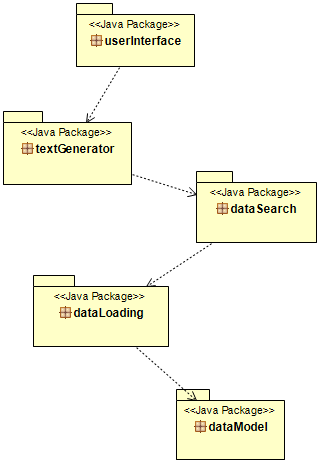 <<Java Package>>
userInterface
<<Java Package>>
textGenerator
<<Java Package>>
dataSearch
<<Java Package>>
dataLoading
<<Java Package>>
dataModel